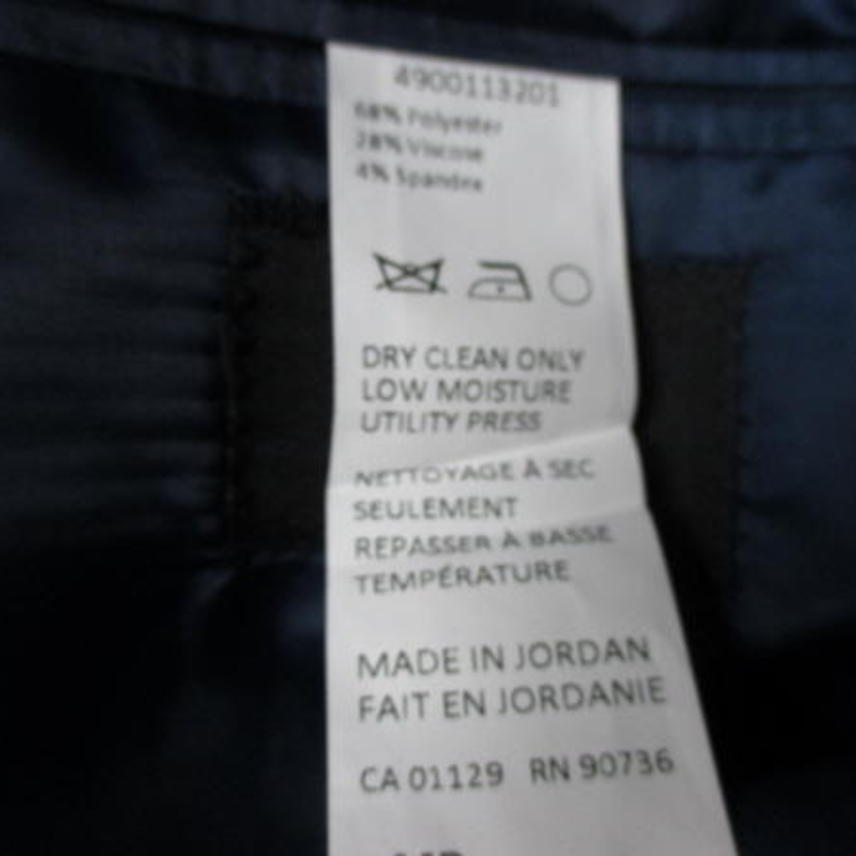 4900113201
68% Polyester
28% Viscose
4% Spandex
DRY CLEAN ONLY
LOW MOISTURE
UTILITY PRESS
NETTOYAGE À SEC
SEULEMENT
REPASSER À BASSE
TEMPÉRATURE
MADE IN JORDAN
FAIT EN JORDANIE
CA 01129 RN 90736